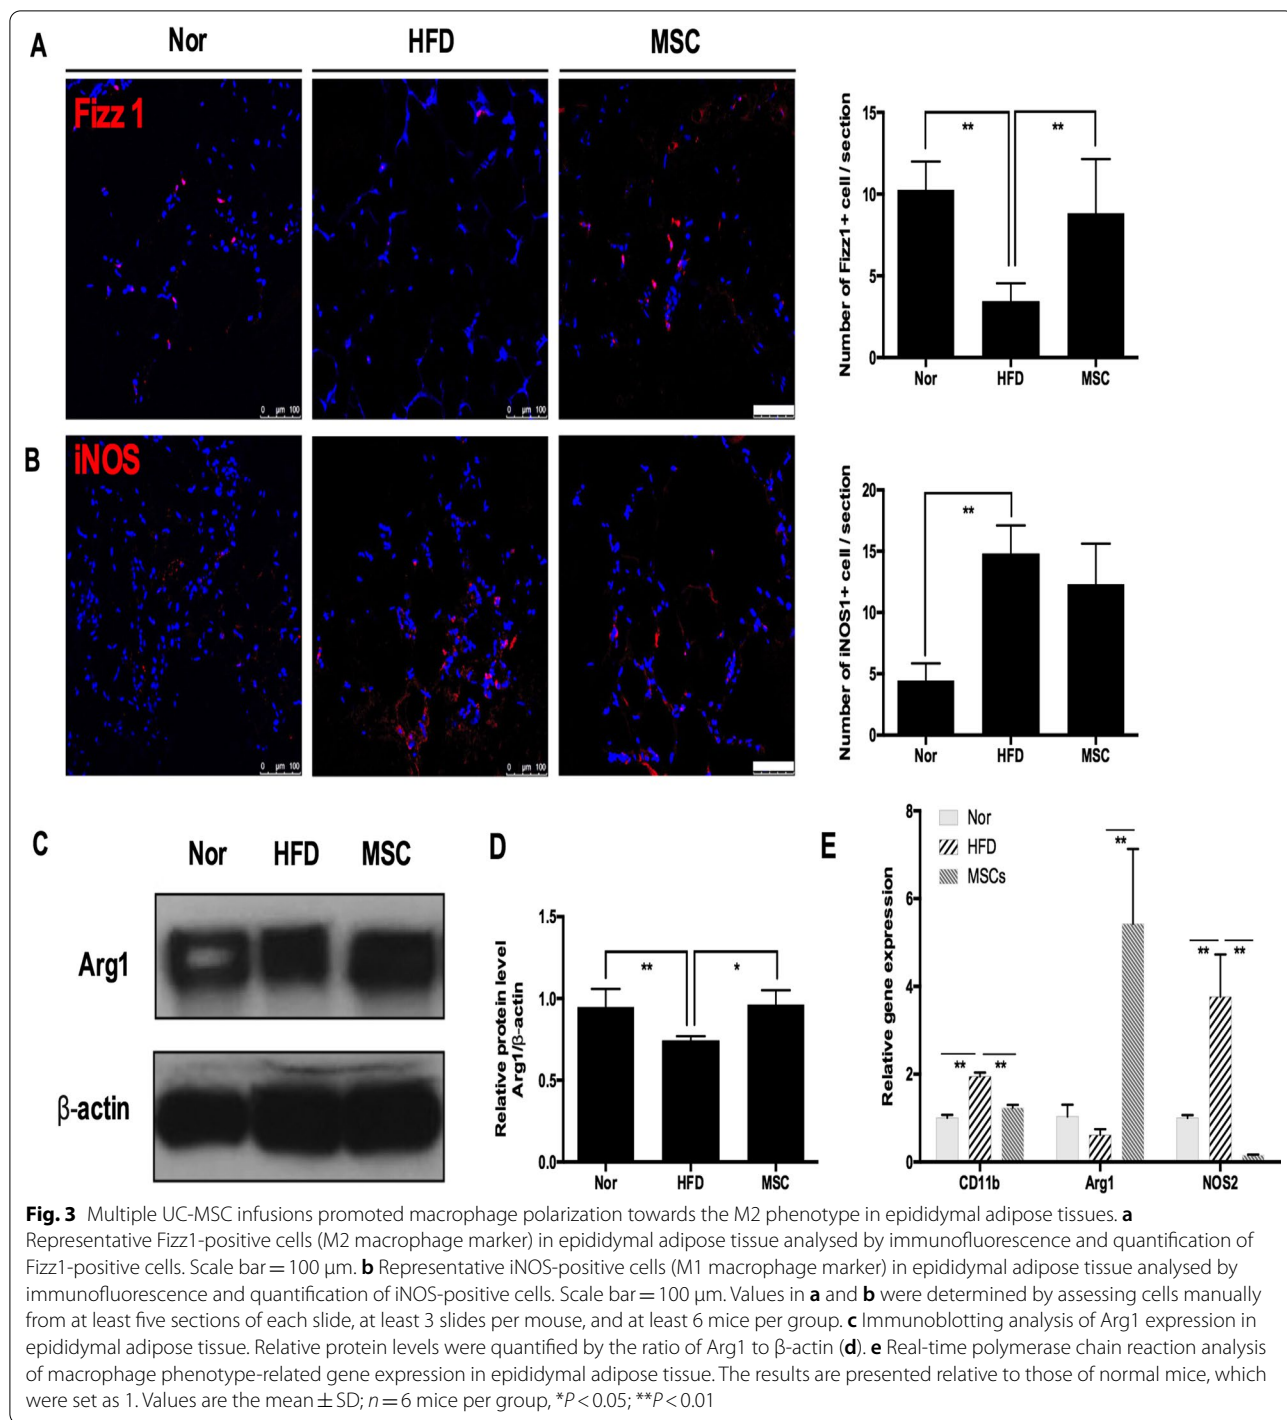 A
Nor
HFD
MSC
Fizz 1
0 µm 100
0 µm 100
Number of Fizz1 + cell / section
15
10
5
0
**
**
Nor
HFD
MSC
B
iNOS
0 µm 100
0 µm 100
Number of iNOS1+ cell / section
20
15
10
5
0
**
Nor
HFD
MSC
C
Nor
HFD
MSC
Arg1
β-actin
D
Relative protein level
Arg1/β-actin
1.5
1.0
0.5
0.0
**
*
Nor
HFD
MSC
E
Relative gene expression
8
6
4
2
0
Nor
HFD
MSCs
**
**
**
**
**
CD11b
Arg1
NOS2
Fig. 3 Multiple UC-MSC infusions promoted macrophage polarization towards the M2 phenotype in epididymal adipose tissues. a
Representative Fizz1-positive cells (M2 macrophage marker) in epididymal adipose tissue analysed by immunofluorescence and quantification of
Fizz1-positive cells. Scale bar = 100 µm. b Representative iNOS-positive cells (M1 macrophage marker) in epididymal adipose tissue analysed by
immunofluorescence and quantification of iNOS-positive cells. Scale bar = 100 µm. Values in a and b were determined by assessing cells manually
from at least five sections of each slide, at least 3 slides per mouse, and at least 6 mice per group. c Immunoblotting analysis of Arg1 expression in
epididymal adipose tissue. Relative protein levels were quantified by the ratio of Arg1 to β-actin (d). e Real-time polymerase chain reaction analysis
of macrophage phenotype-related gene expression in epididymal adipose tissue. The results are presented relative to those of normal mice, which
were set as 1. Values are the mean ± SD; n = 6 mice per group, *P < 0.05; **P < 0.01